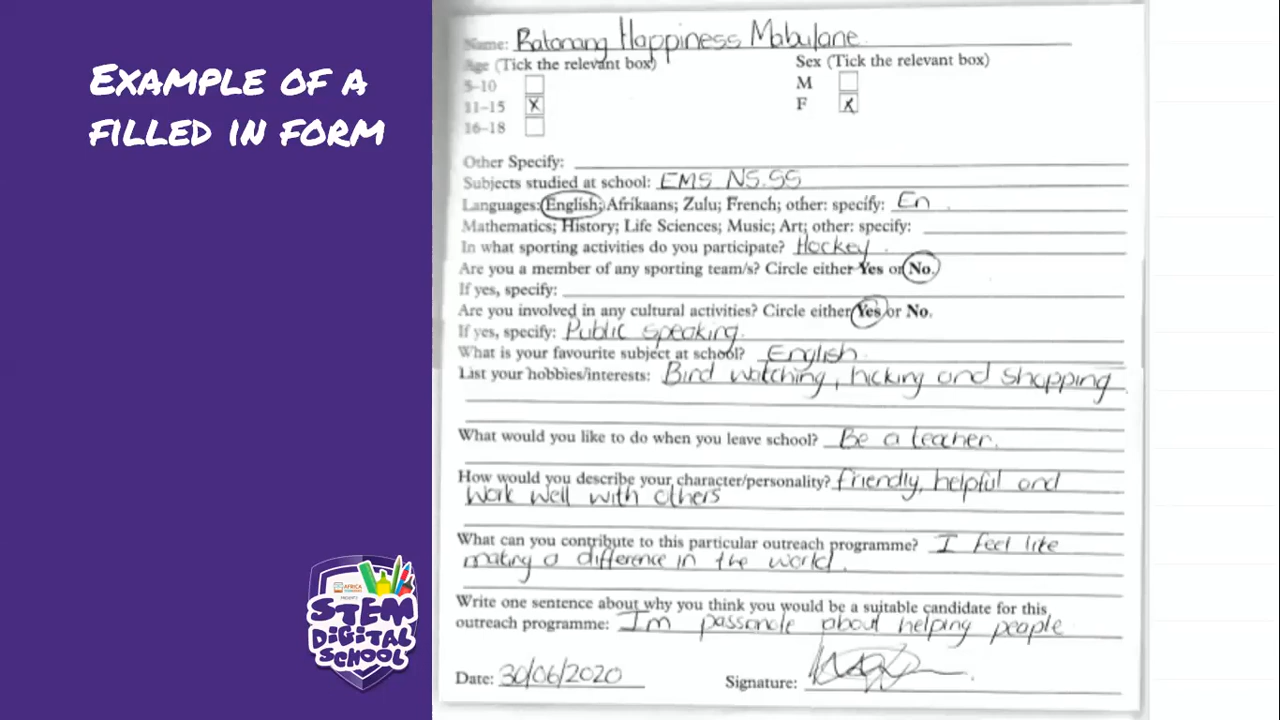 EXAMPLE OF A
FILLED IN FORM
Name: Batonang Happiness Mabulane
Age (Tick the relevant box) Sex (Tick the relevant box)
5–10 M
11–15 X F X
16–18
Other Specify:
Subjects studied at school: EMS NS.SS
Languages: English; Afrikaans; Zulu; French; other: specify: En .
Mathematics; History; Life Sciences; Music; Art; other: specify:
In what sporting activities do you participate? Hockey .
Are you a member of any sporting team/s? Circle either Yes or No.
If yes, specify:
Are you involved in any cultural activities? Circle either Yes or No.
If yes, specify: Public speaking.
What is your favourite subject at school? English.
List your hobbies/interests: Bird watching, hicking and shopping
What would you like to do when you leave school? Be a teacher.
How would you describe your character/personality? friendly, helpful and
work well with others
What can you contribute to this particular outreach programme? I feel like
making a difference in the world.
Write one sentence about why you think you would be a suitable candidate for this
outreach programme: Im passonale about helping people
Date: 30/06/2020 Signature:
AFRICA
PRESENTS
STEM
DIGITAL
SCHOOL